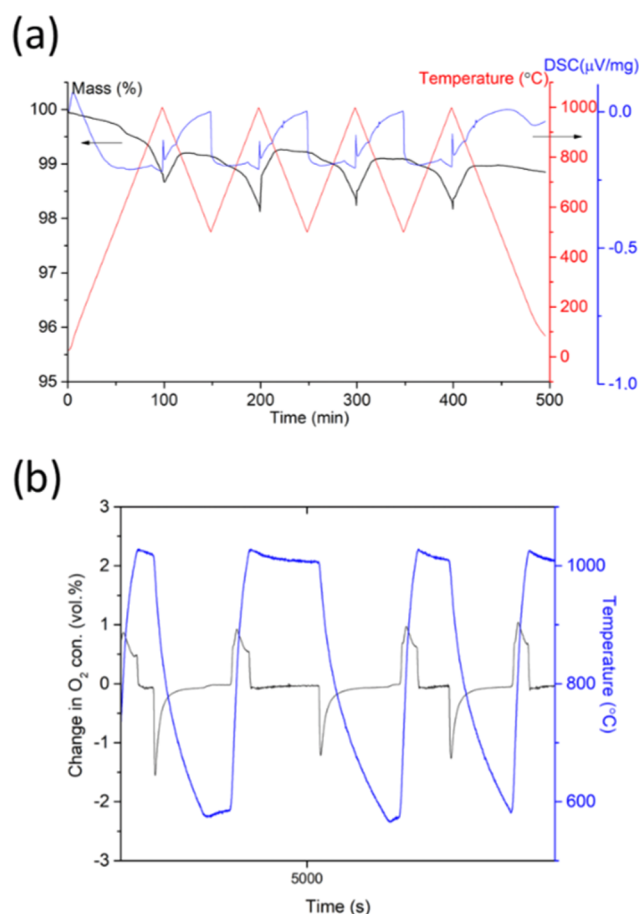 (a)
DSC(μV/mg)
Mass (%)
Temperature (°C)
100
99
98
97
96
95
1000
800
600
400
200
0
0.0
-0.5
-1.0
0 100 200 300 400 500
Time (min)
(b)
Change in O₂ con. (vol.%)
3
2
1
0
-1
-2
-3
1000
800
600
Temperature (°C)
5000
Time (s)